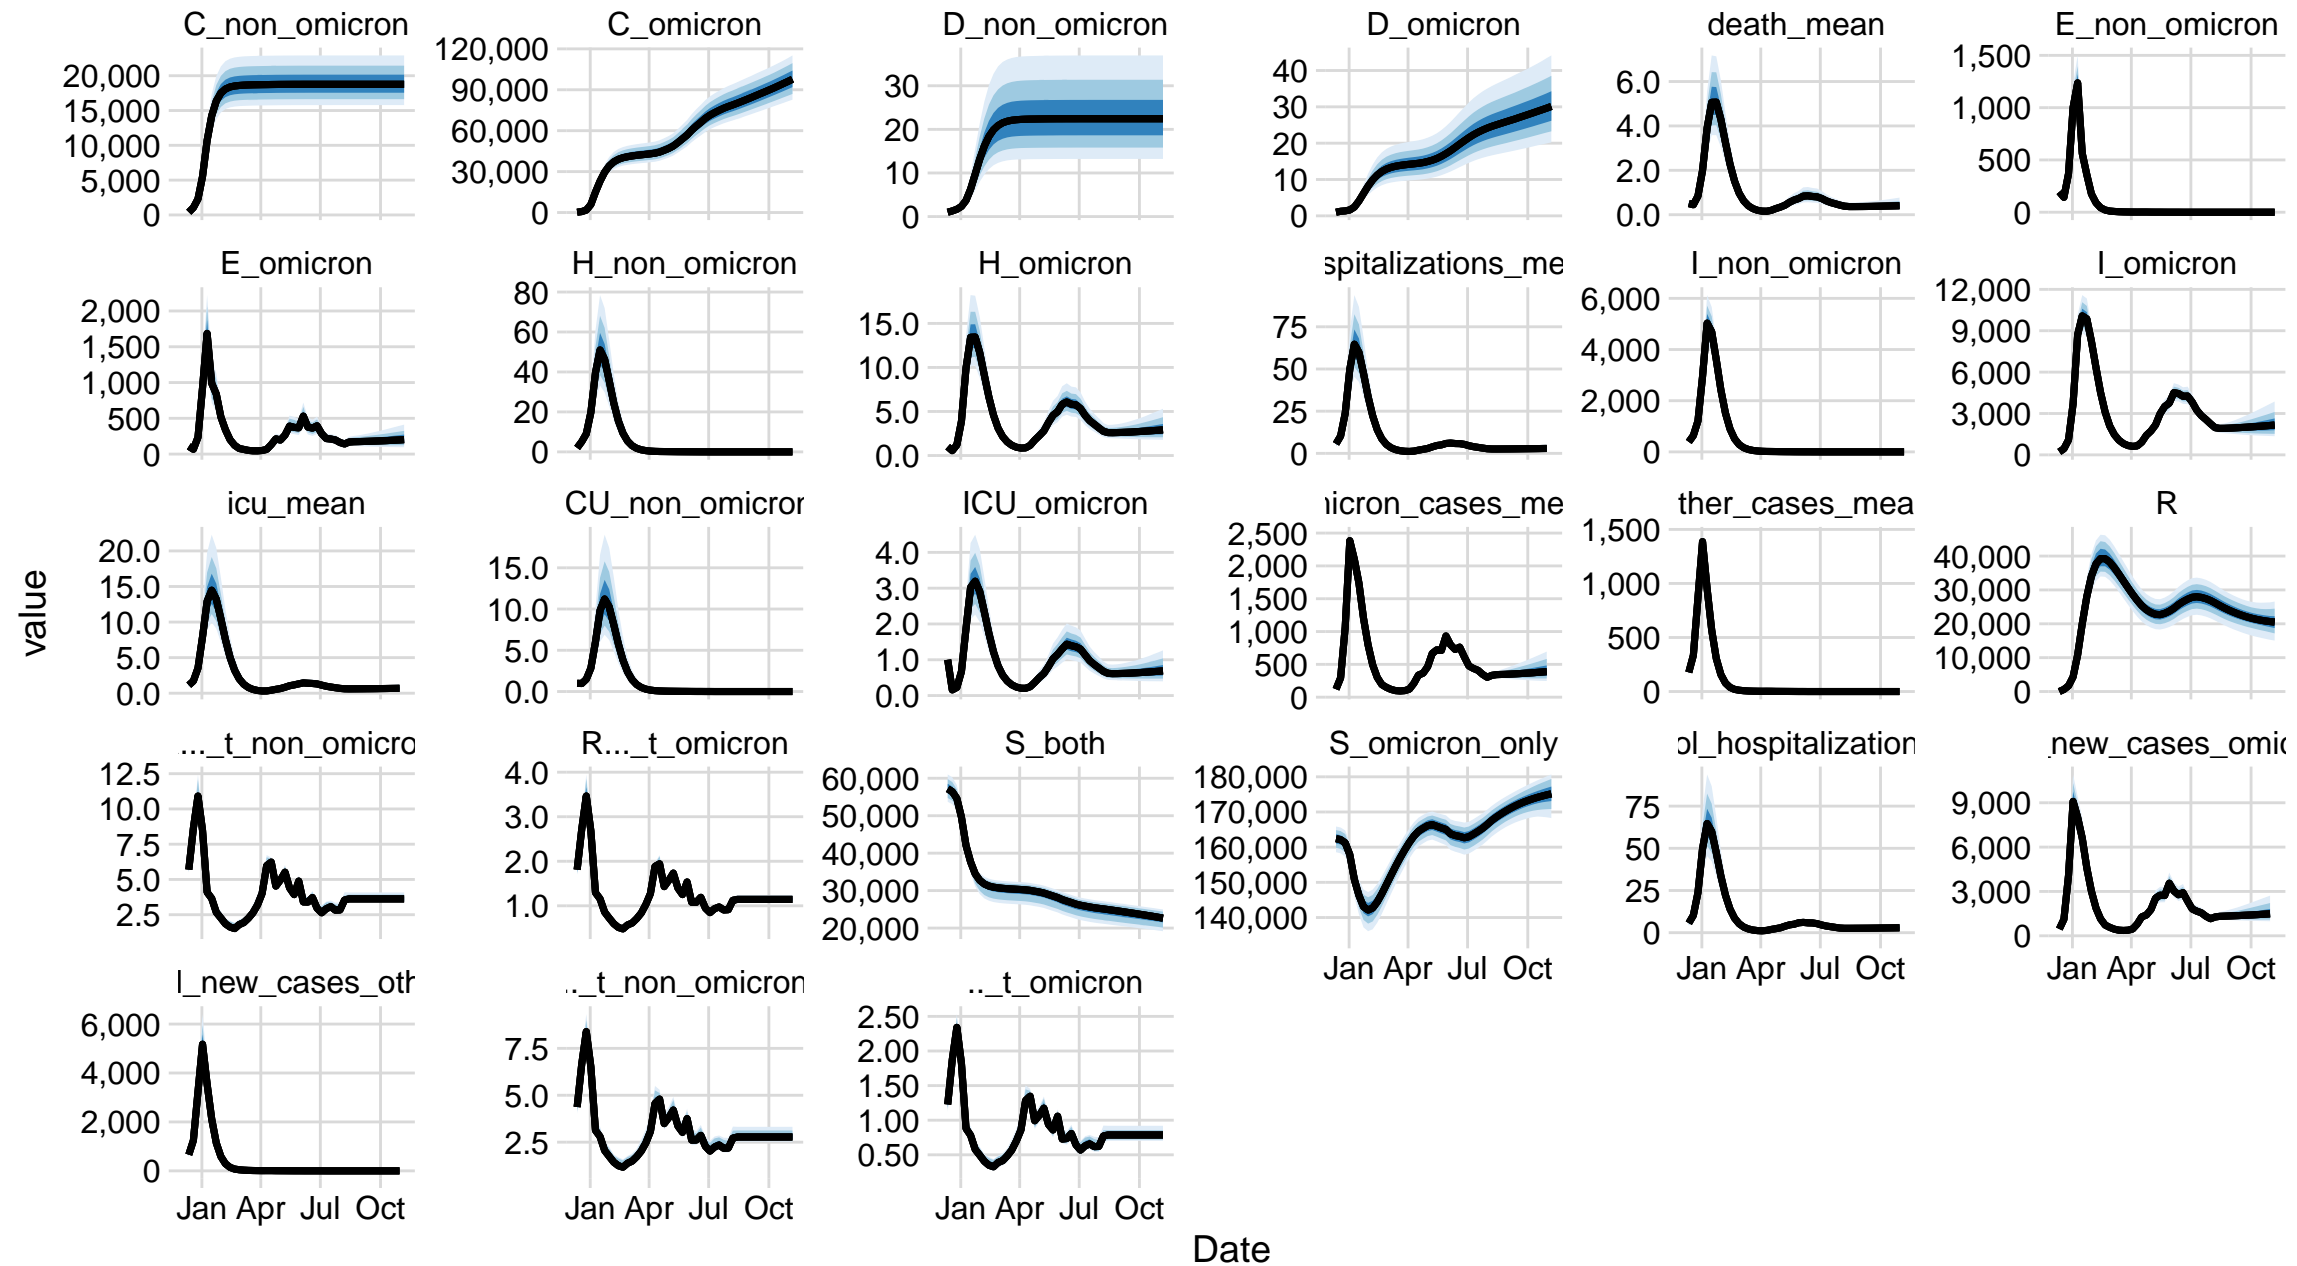 C_non_omicron C_omicron D_non_omicron D_omicron death_mean E_non_omicron
20,000 15,000 10,000 5,000 0
120,000 90,000 60,000 30,000 0
30 20 10 0
40 30 20 10 0
6.0 4.0 2.0 0.0
1,500 1,000 500 0
E_omicron H_non_omicron H_omicron spitalizations_me I_non_omicron I_omicron
2,000 1,500 1,000 500 0
80 60 40 20 0
15.0 10.0 5.0 0.0
75 50 25 0
6,000 4,000 2,000 0
12,000 9,000 6,000 3,000 0
icu_mean CU_non_omicror ICU_omicron nicron_cases_me ther_cases_mea R
20.0 15.0 10.0 5.0 0.0
15.0 10.0 5.0 0.0
4.0 3.0 2.0 1.0 0.0
2,500 2,000 1,500 1,000 500 0
1,500 1,000 500 0
40,000 30,000 20,000 10,000 0
value
..._t_non_omicro R..._t_omicron S_both S_omicron_only ol_hospitalization _new_cases_omic
12.5 10.0 7.5 5.0 2.5
4.0 3.0 2.0 1.0
60,000 50,000 40,000 30,000 20,000
180,000 170,000 160,000 150,000 140,000
75 50 25 0
9,000 6,000 3,000 0
Jan Apr Jul Oct Jan Apr Jul Oct Jan Apr Jul Oct
l_new_cases_oth .._t_non_omicron .._t_omicron
6,000 4,000 2,000 0
7.5 5.0 2.5
2.50 2.00 1.50 1.00 0.50
Jan Apr Jul Oct Jan Apr Jul Oct Jan Apr Jul Oct
Date